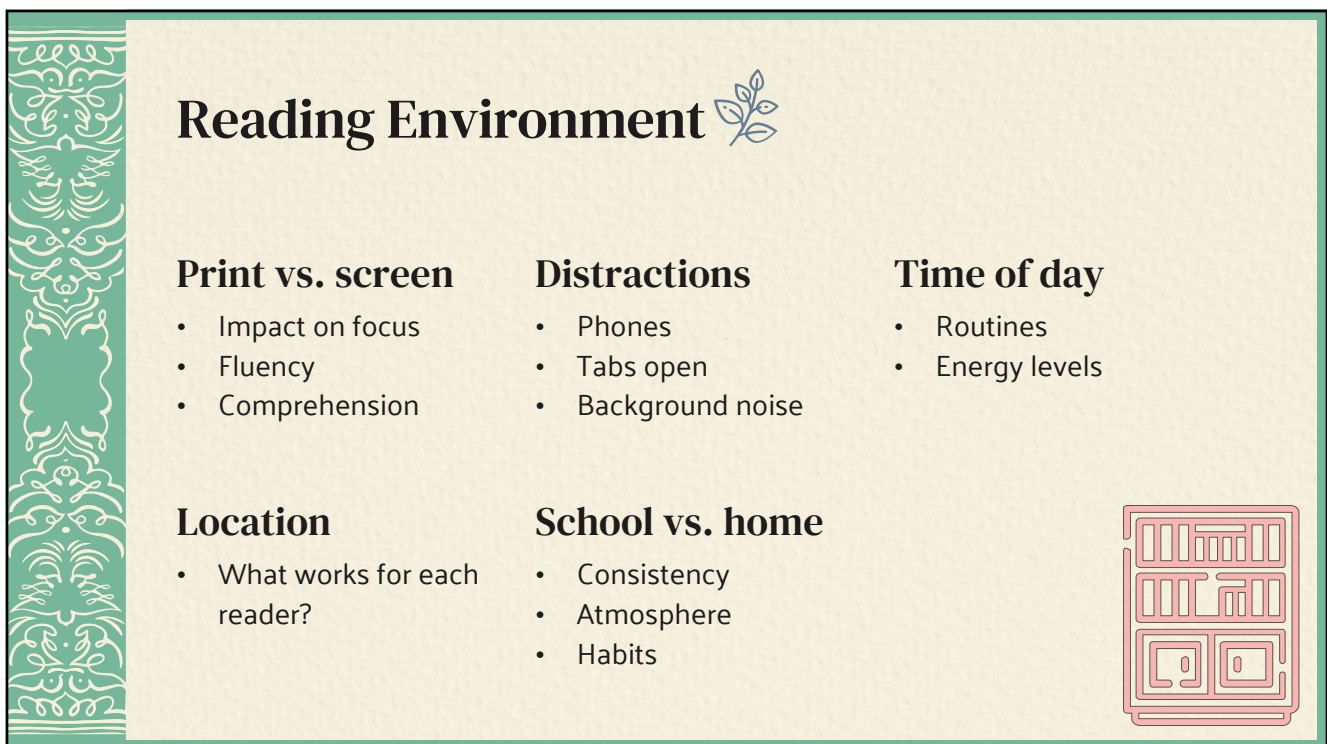 Reading Environment
Print vs. screen
• Impact on focus
• Fluency
• Comprehension
Distractions
• Phones
• Tabs open
• Background noise
Time of day
• Routines
• Energy levels
Location
• What works for each
reader?
School vs. home
• Consistency
• Atmosphere
• Habits